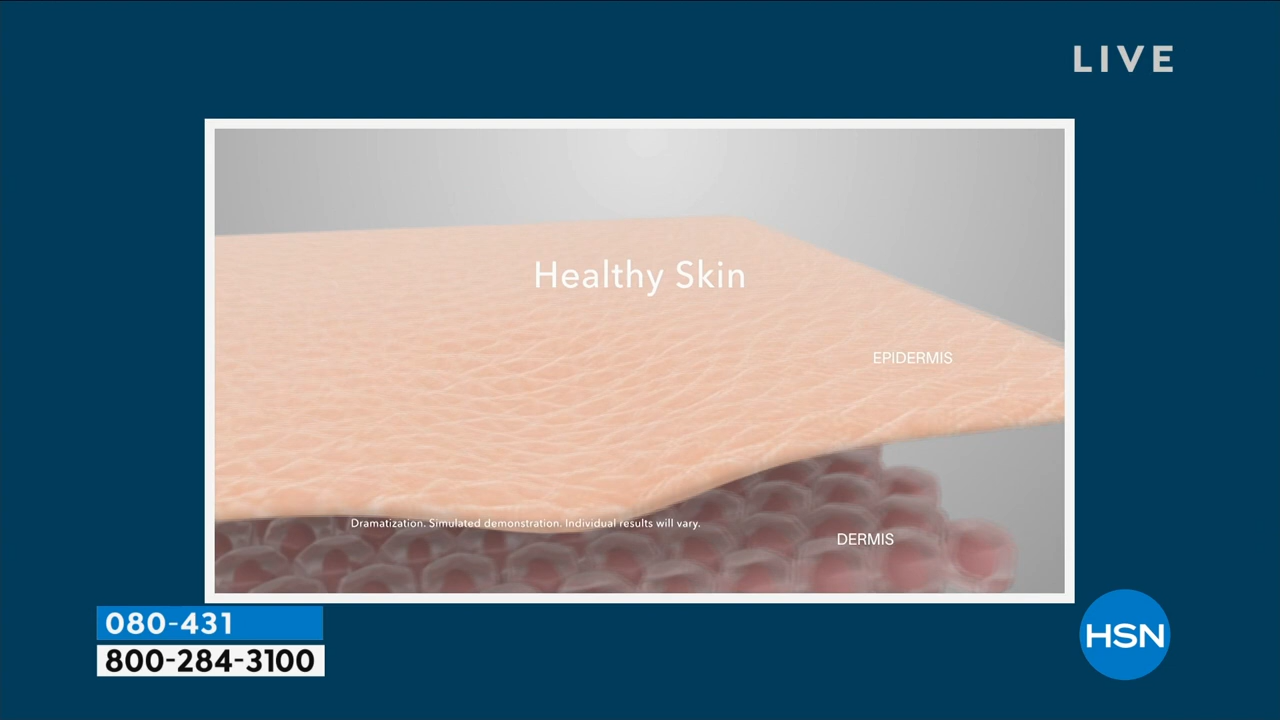 LIVE
Healthy Skin
EPIDERMIS
Dramatization. Simulated demonstration. Individual results will vary.
DERMIS
080-431
800-284-3100
HSN